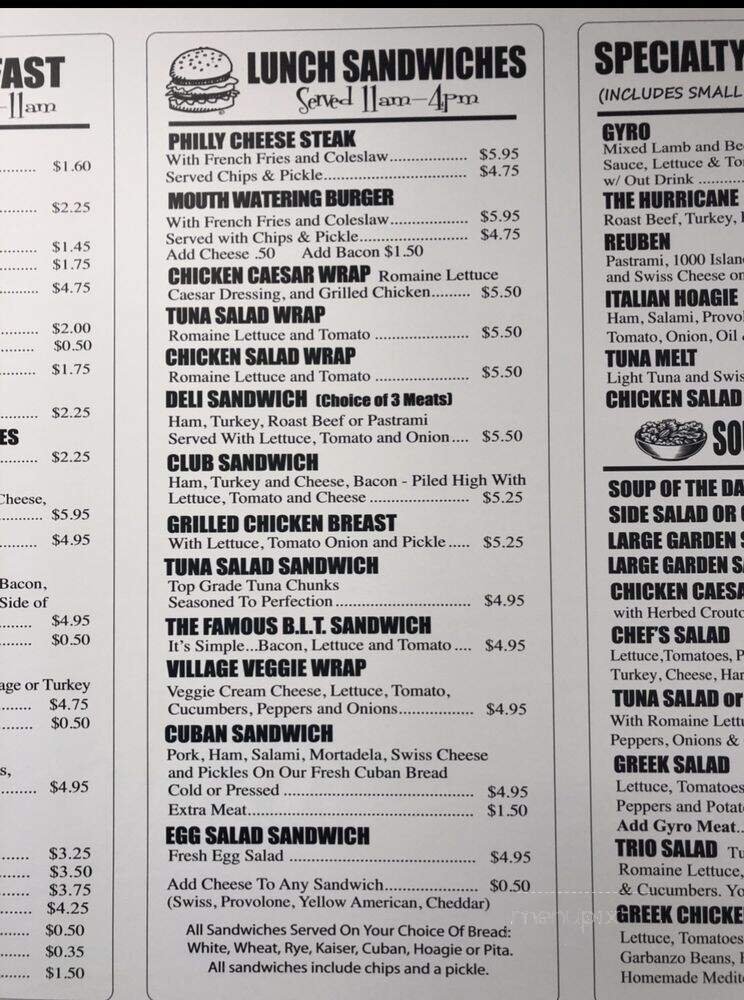 FAST
-11am
$1.60
$2.25
$1.45
$1.75
$4.75
$2.00
$0.50
$1.75
$2.25
ES
$2.25
Cheese,
$5.95
$4.95
Bacon,
Side of
$4.95
$0.50
age or Turkey
$4.75
$0.50
s,
$4.95
$3.25
$3.50
$3.75
$4.25
$0.50
$0.35
$1.50
LUNCH SANDWICHES
Served 11am-4pm
PHILLY CHEESE STEAK
With French Fries and Coleslaw.................. $5.95
Served Chips & Pickle................................. $4.75
MOUTH WATERING BURGER
With French Fries and Coleslaw.................. $5.95
Served with Chips & Pickle......................... $4.75
Add Cheese .50 Add Bacon $1.50
CHICKEN CAESAR WRAP Romaine Lettuce
Caesar Dressing, and Grilled Chicken......... $5.50
TUNA SALAD WRAP
Romaine Lettuce and Tomato ...................... $5.50
CHICKEN SALAD WRAP
Romaine Lettuce and Tomato ...................... $5.50
DELI SANDWICH (Choice of 3 Meats)
Ham, Turkey, Roast Beef or Pastrami
Served With Lettuce, Tomato and Onion.... $5.50
CLUB SANDWICH
Ham, Turkey and Cheese, Bacon - Piled High With
Lettuce, Tomato and Cheese ....................... $5.25
GRILLED CHICKEN BREAST
With Lettuce, Tomato Onion and Pickle ..... $5.25
TUNA SALAD SANDWICH
Top Grade Tuna Chunks
Seasoned To Perfection ............................... $4.95
THE FAMOUS B.L.T. SANDWICH
It's Simple...Bacon, Lettuce and Tomato .... $4.95
VILLAGE VEGGIE WRAP
Veggie Cream Cheese, Lettuce, Tomato,
Cucumbers, Peppers and Onions................. $4.95
CUBAN SANDWICH
Pork, Ham, Salami, Mortadela, Swiss Cheese
and Pickles On Our Fresh Cuban Bread
Cold or Pressed ............................................ $4.95
Extra Meat.................................................... $1.50
EGG SALAD SANDWICH
Fresh Egg Salad ........................................... $4.95
Add Cheese To Any Sandwich...................... $0.50
(Swiss, Provolone, Yellow American, Cheddar)
All Sandwiches Served On Your Choice Of Bread:
White, Wheat, Rye, Kaiser, Cuban, Hoagie or Pita.
All sandwiches include chips and a pickle.
SPECIALTY
(INCLUDES SMALL
GYRO
Mixed Lamb and Be
Sauce, Lettuce & To
w/ Out Drink
THE HURRICANE
Roast Beef, Turkey,
REUBEN
Pastrami, 1000 Islan
and Swiss Cheese on
ITALIAN HOAGIE
Ham, Salami, Provol
Tomato, Onion, Oil
TUNA MELT
Light Tuna and Swis
CHICKEN SALAD
SOU
SOUP OF THE DA
SIDE SALAD OR
LARGE GARDEN S
LARGE GARDEN SA
CHICKEN CAESA
with Herbed Crouto
CHEF'S SALAD
Lettuce,Tomatoes, P
Turkey, Cheese, Har
TUNA SALAD or
With Romaine Lettu
Peppers, Onions &
GREEK SALAD
Lettuce, Tomatoes
Peppers and Potat
Add Gyro Meat..
TRIO SALAD Tu
Romaine Lettuce,
& Cucumbers. Yo
GREEK CHICKE
Lettuce, Tomatoes
Garbanzo Beans,
Homemade Medite
menupix